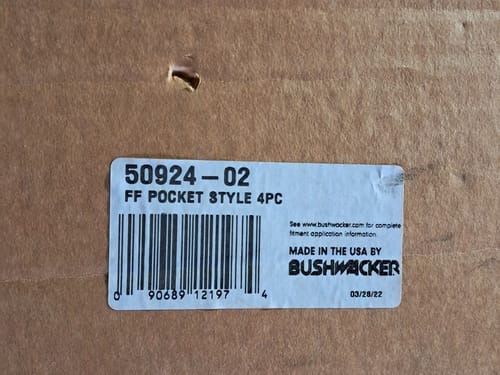 50924-02
FF POCKET STYLE 4PC
See www.bushwacker.com for complete
fitment application information.
MADE IN THE USA BY
BUSHWACKER
0 90689 12197 4
03/28/22